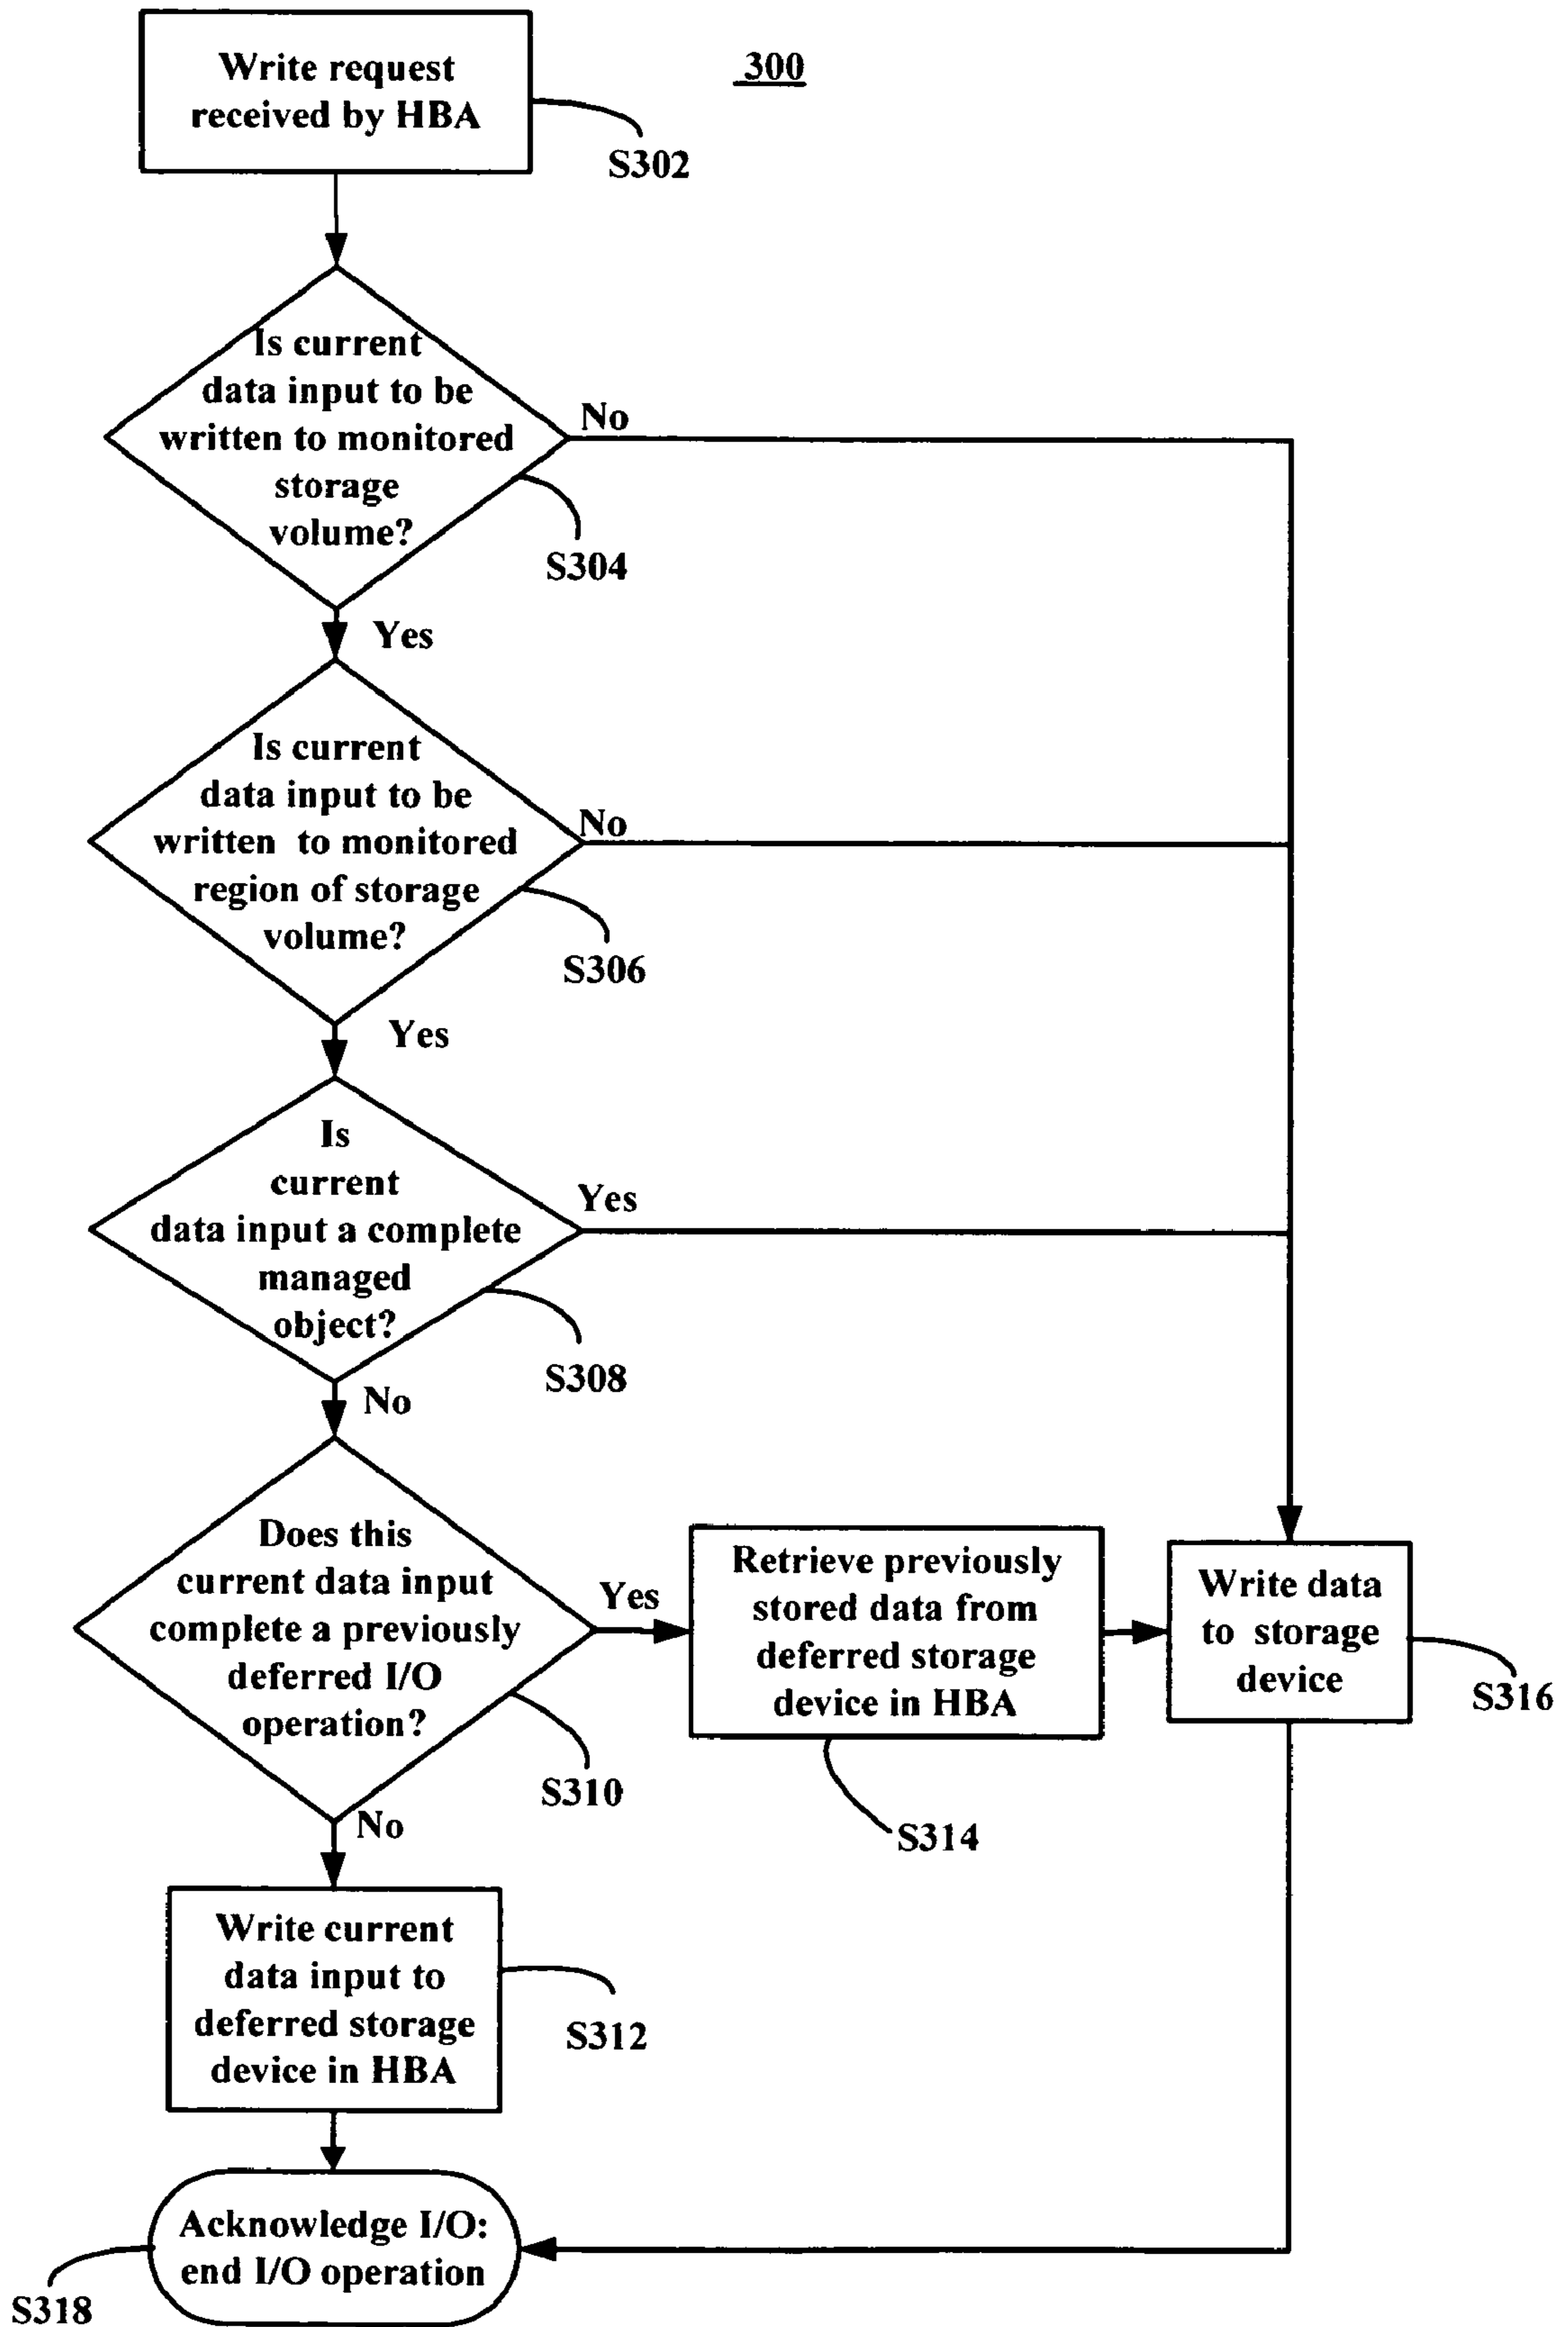 Write request
received by HBA
300
S302
Is current
data input to be
written to monitored
storage
volume?
No
S304
Yes
Is current
data input to be
written to monitored
region of storage
volume?
No
S306
Yes
Is
current
data input a complete
managed
object?
Yes
S308
No
Does this
current data input
complete a previously
deferred I/O
operation?
Yes
S310
Retrieve previously
stored data from
deferred storage
device in HBA
S314
Write data
to storage
device
S316
No
Write current
data input to
deferred storage
device in HBA
S312
Acknowledge I/O:
end I/O operation
S318